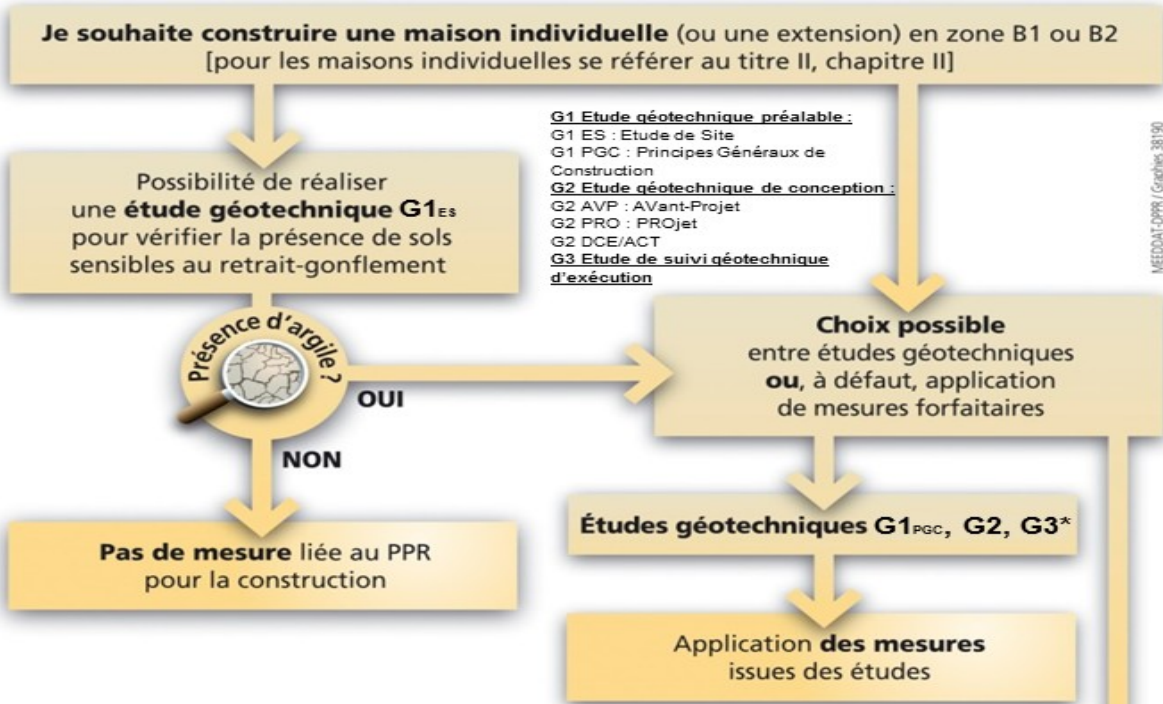 Je souhaite construire une maison individuelle (ou une extension) en zone B1 ou B2
[pour les maisons individuelles se référer au titre II, chapitre II]
Possibilité de réaliser
une étude géotechnique G1ES
pour vérifier la présence de sols
sensibles au retrait-gonflement
G1 Etude géotechnique préalable :
G1 ES : Etude de Site
G1 PGC : Principes Généraux de
Construction
G2 Etude géotechnique de conception :
G2 AVP : AVant-Projet
G2 PRO : PROjet
G2 DCE/ACT
G3 Etude de suivi géotechnique
d'exécution
MEEDDAT-DPPR / Graphies 38190
Présence d'argile ?
OUI
NON
Choix possible
entre études géotechniques
ou, à défaut, application
de mesures forfaitaires
Pas de mesure liée au PPR
pour la construction
Études géotechniques G1PGC, G2, G3*
Application des mesures
issues des études